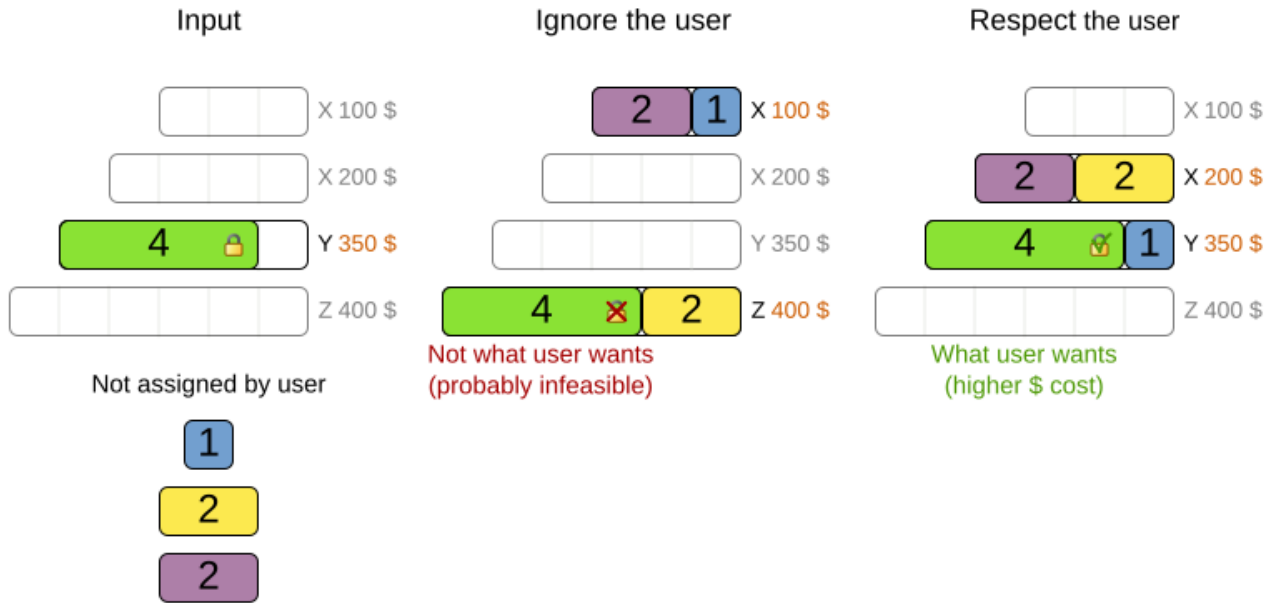 Input
X 100 $
X 200 $
4 Y 350 $
Z 400 $
Not assigned by user
1
2
2
Ignore the user
2 1 X 100 $
X 200 $
Y 350 $
4 2 Z 400 $
Not what user wants
(probably infeasible)
Respect the user
X 100 $
2 2 X 200 $
4 1 Y 350 $
Z 400 $
What user wants
(higher $ cost)